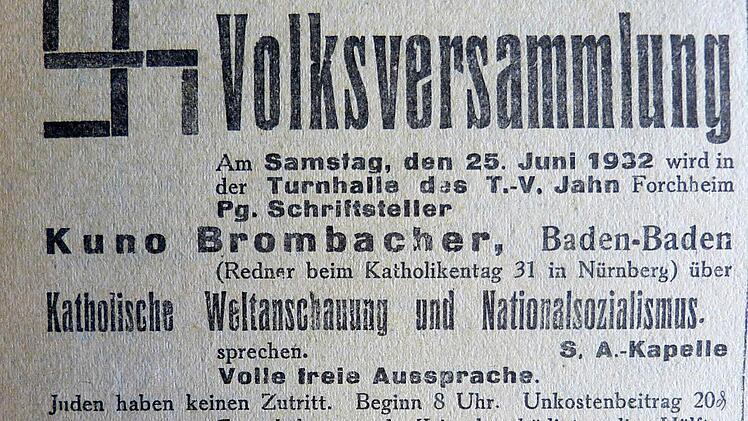 Volksversammlung
Am Samstag, den 25. Juni 1932 wird in
der Turnhalle des T.-V. Jahn Forchheim
Pg. Schriftsteller
Kuno Brombacher, Baden-Baden
(Redner beim Katholikentag 31 in Nürnberg) über
Katholische Weltanschauung und Nationalsozialismus.
sprechen. S. A.-Kapelle
Volle freie Aussprache.
Juden haben keinen Zutritt. Beginn 8 Uhr. Unkostenbeitrag 20₰